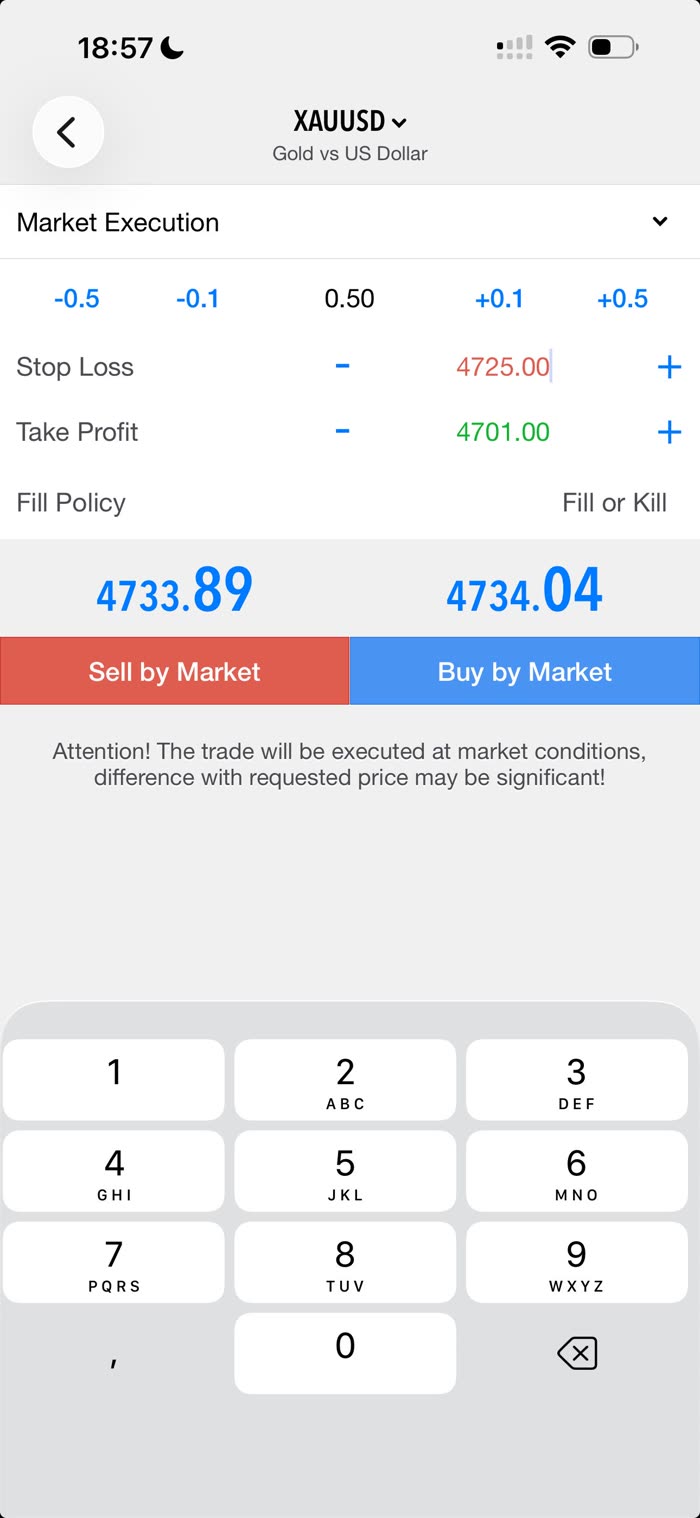 18:57
XAUUSD
Gold vs US Dollar
Market Execution
-0.5 -0.1 0.50 +0.1 +0.5
Stop Loss - 4725.00 +
Take Profit - 4701.00 +
Fill Policy Fill or Kill
4733.89 4734.04
Sell by Market Buy by Market
Attention! The trade will be executed at market conditions,
difference with requested price may be significant!
1 2 3
ABC DEF
4 5 6
GHI JKL MNO
7 8 9
PQRS TUV WXYZ
, 0